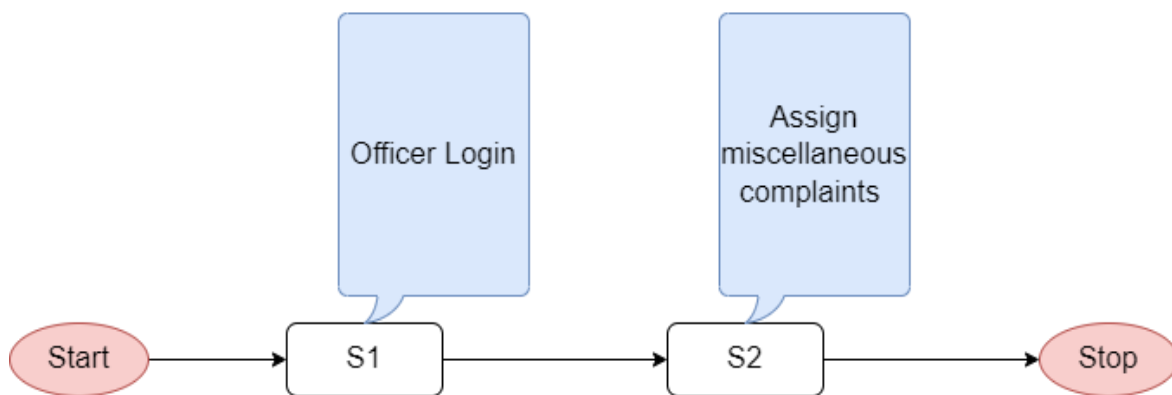 Officer Login
Assign
miscellaneous
complaints
Start
S1
S2
Stop